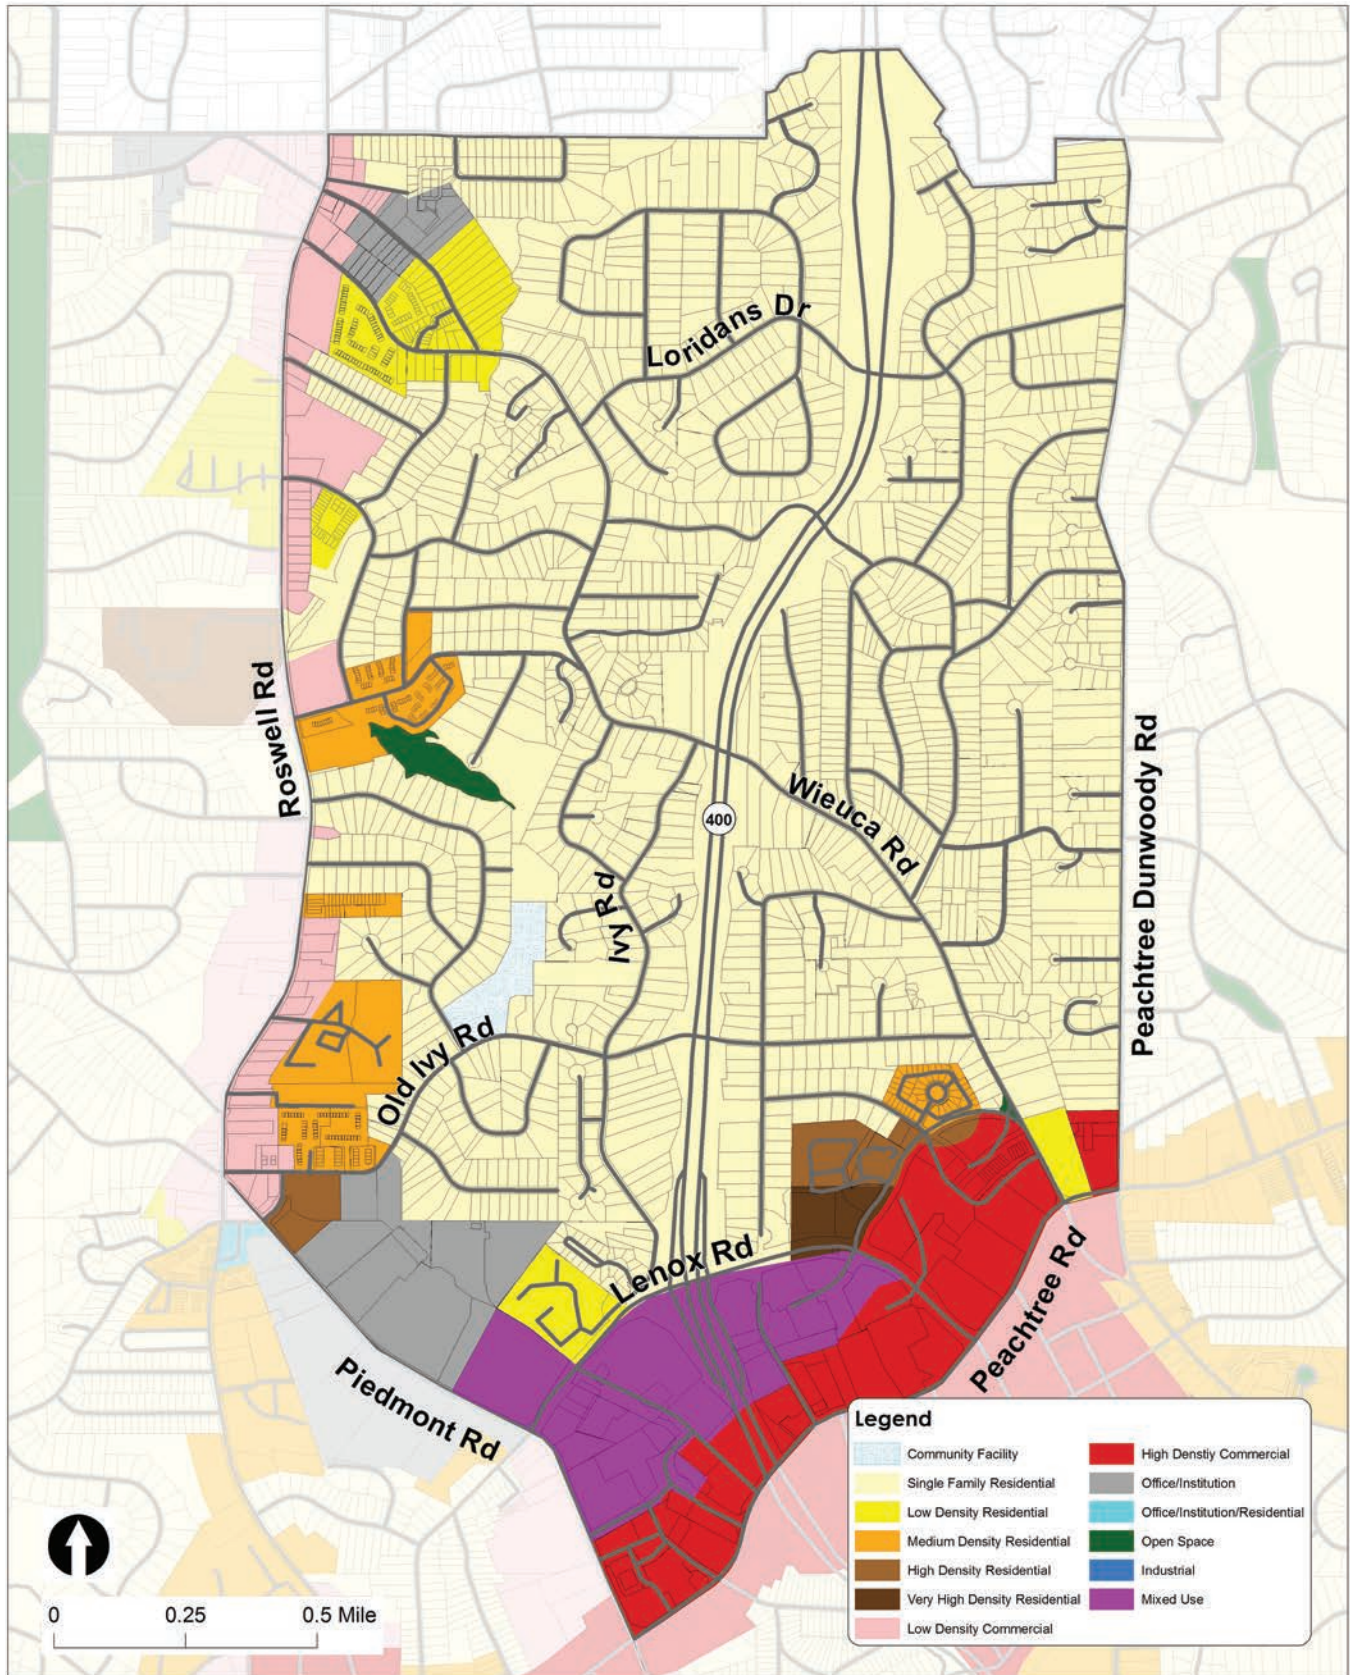 Loridans Dr
Roswell Rd
Wieuca Rd
400
Peachtree Dunwoody Rd
Ivy Rd
Old Ivy Rd
Lenox Rd
Peachtree Rd
Piedmont Rd
Legend
Community Facility
Single Family Residential
Low Density Residential
Medium Density Residential
High Density Residential
Very High Density Residential
Low Density Commercial
High Denstiy Commercial
Office/Institution
Office/Institution/Residential
Open Space
Industrial
Mixed Use
0 0.25 0.5 Mile